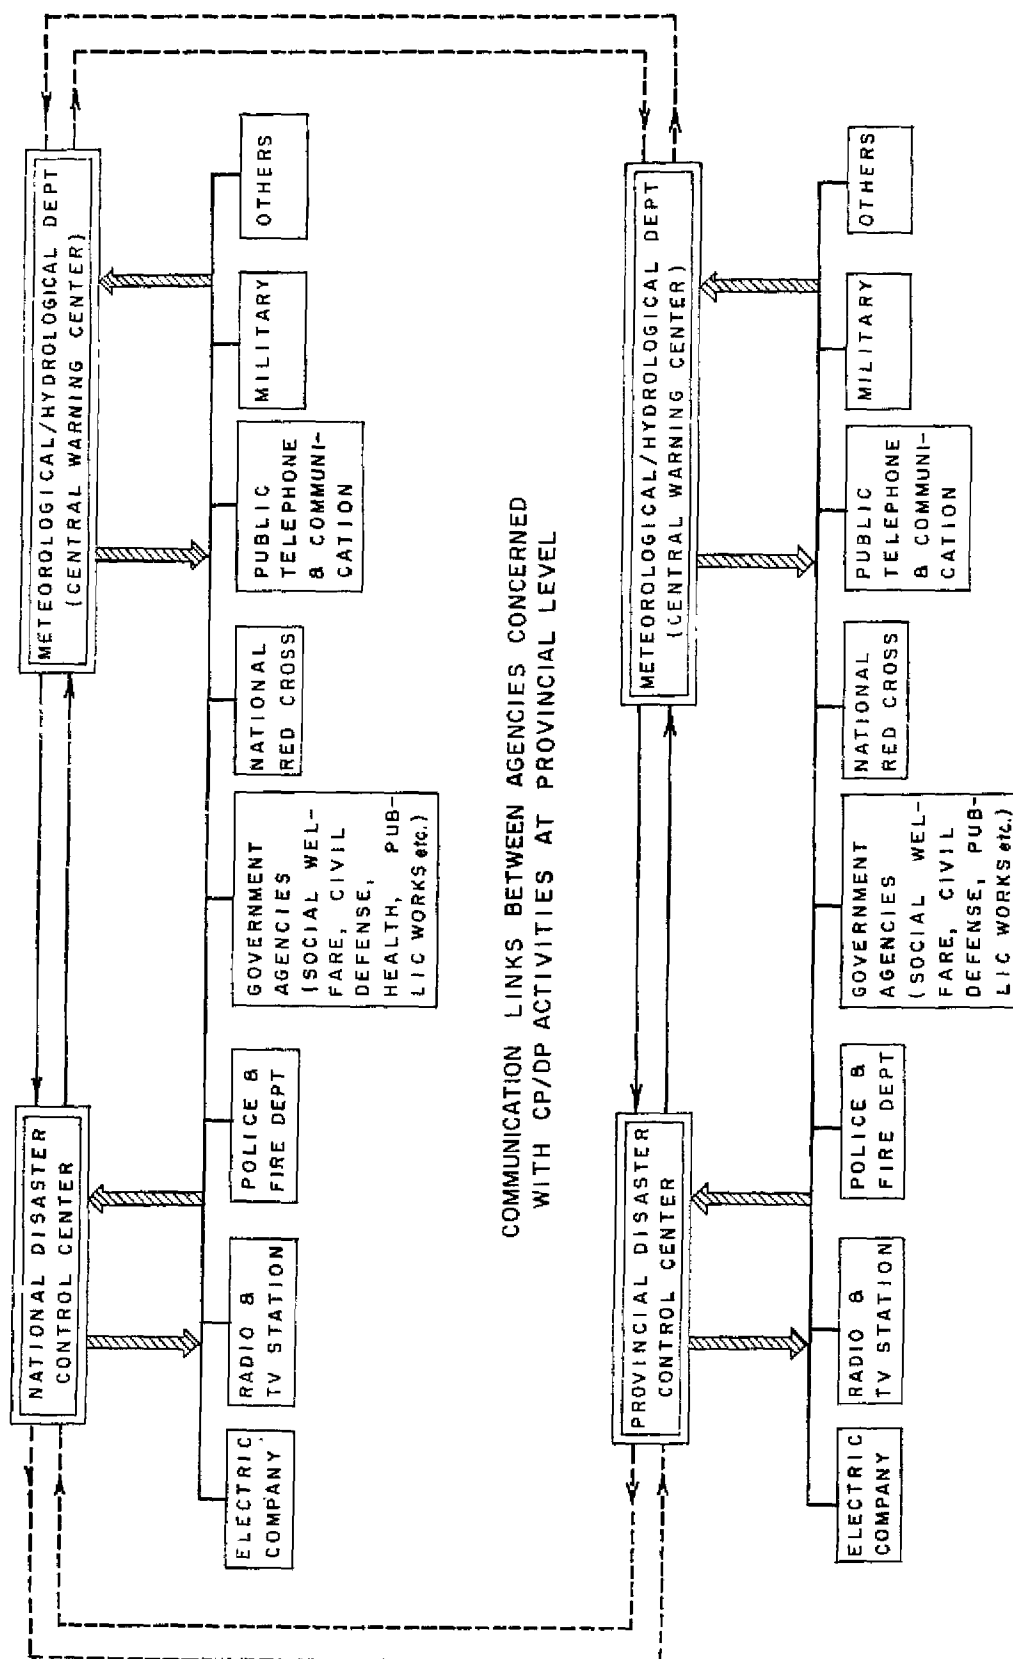 NATIONAL DISASTER
CONTROL CENTER
METEOROLOGICAL/HYDROLOGICAL DEPT
(CENTRAL WARNING CENTER)
ELECTRIC
COMPANY
RADIO &
TV STATION
POLICE &
FIRE DEPT
GOVERNMENT
AGENCIES
(SOCIAL WEL-
FARE, CIVIL
DEFENSE,
HEALTH, PUB-
LIC WORKS etc.)
NATIONAL
RED CROSS
PUBLIC
TELEPHONE
& COMMUNI-
CATION
MILITARY
OTHERS
COMMUNICATION LINKS BETWEEN AGENCIES CONCERNED
WITH CP/DP ACTIVITIES AT PROVINCIAL LEVEL
PROVINCIAL DISASTER
CONTROL CENTER
METEOROLOGICAL/HYDROLOGICAL DEPT
(CENTRAL WARNING CENTER)
ELECTRIC
COMPANY
RADIO &
TV STATION
POLICE &
FIRE DEPT
GOVERNMENT
AGENCIES
(SOCIAL WEL-
FARE, CIVIL
DEFENSE, PUB-
LIC WORKS etc.)
NATIONAL
RED CROSS
PUBLIC
TELEPHONE
& COMMUNI-
CATION
MILITARY
OTHERS